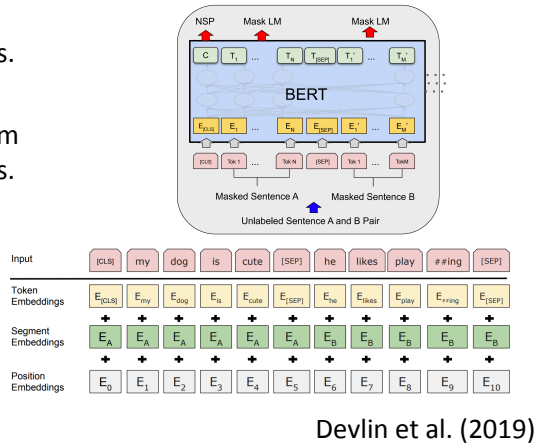 s.
m
s.
NSP Mask LM Mask LM
C T1 ... TN T[SEP] T1' ... TM'
BERT
E[CLS] E1 ... EN E[SEP] E1' ... EM'
[CLS] Tok 1 ... Tok N [SEP] Tok 1 ... TokM
Masked Sentence A Masked Sentence B
Unlabeled Sentence A and B Pair
Input [CLS] my dog is cute [SEP] he likes play ##ing [SEP]
Token Embeddings E[CLS] Emy Edog Eis Ecute E[SEP] Ehe Elikes Eplay E##ing E[SEP]
+ + + + + + + + + + +
Segment Embeddings EA EA EA EA EA EA EB EB EB EB EB
+ + + + + + + + + + +
Position Embeddings E0 E1 E2 E3 E4 E5 E6 E7 E8 E9 E10
Devlin et al. (2019)